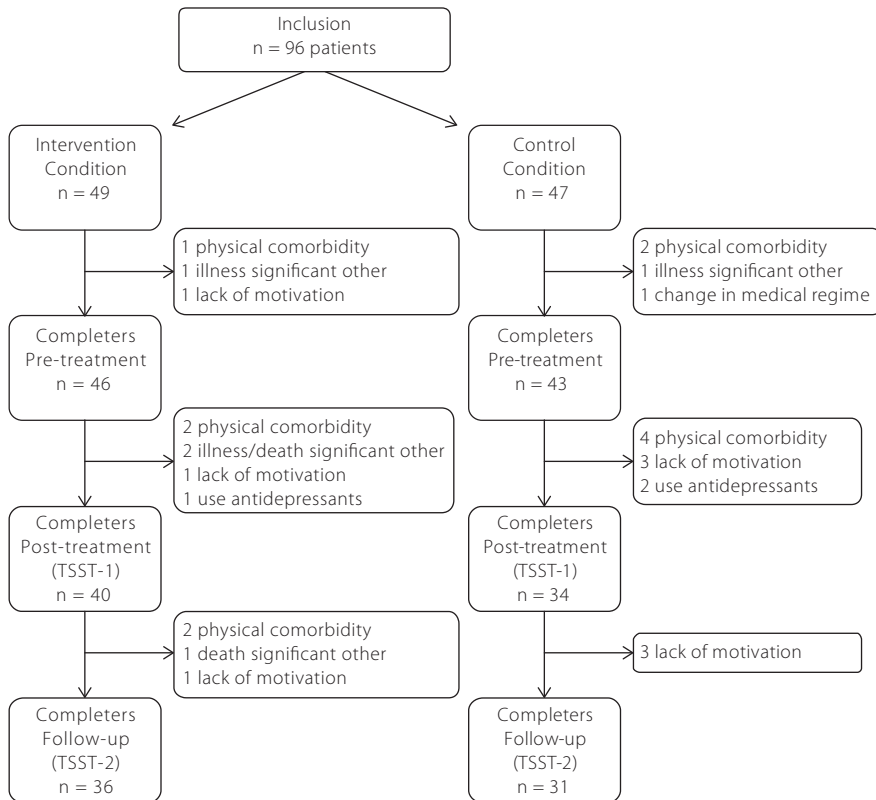 Inclusion
n = 96 patients
Intervention
Condition
n = 49
Control
Condition
n = 47
1 physical comorbidity
1 illness significant other
1 lack of motivation
2 physical comorbidity
1 illness significant other
1 change in medical regime
Completers
Pre-treatment
n = 46
Completers
Pre-treatment
n = 43
2 physical comorbidity
2 illness/death significant other
1 lack of motivation
1 use antidepressants
4 physical comorbidity
3 lack of motivation
2 use antidepressants
Completers
Post-treatment
(TSST-1)
n = 40
Completers
Post-treatment
(TSST-1)
n = 34
2 physical comorbidity
1 death significant other
1 lack of motivation
3 lack of motivation
Completers
Follow-up
(TSST-2)
n = 36
Completers
Follow-up
(TSST-2)
n = 31